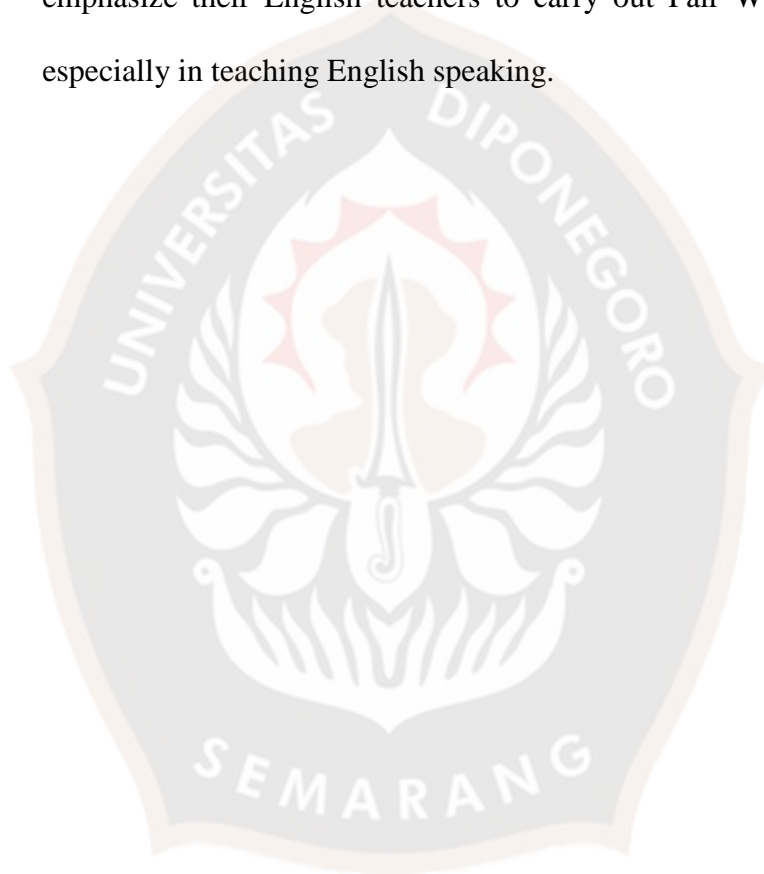 emphasize their English teachers to carry out Pair W
especially in teaching English speaking.
UNIVERSITAS DIPONEGORO
SEMARANG